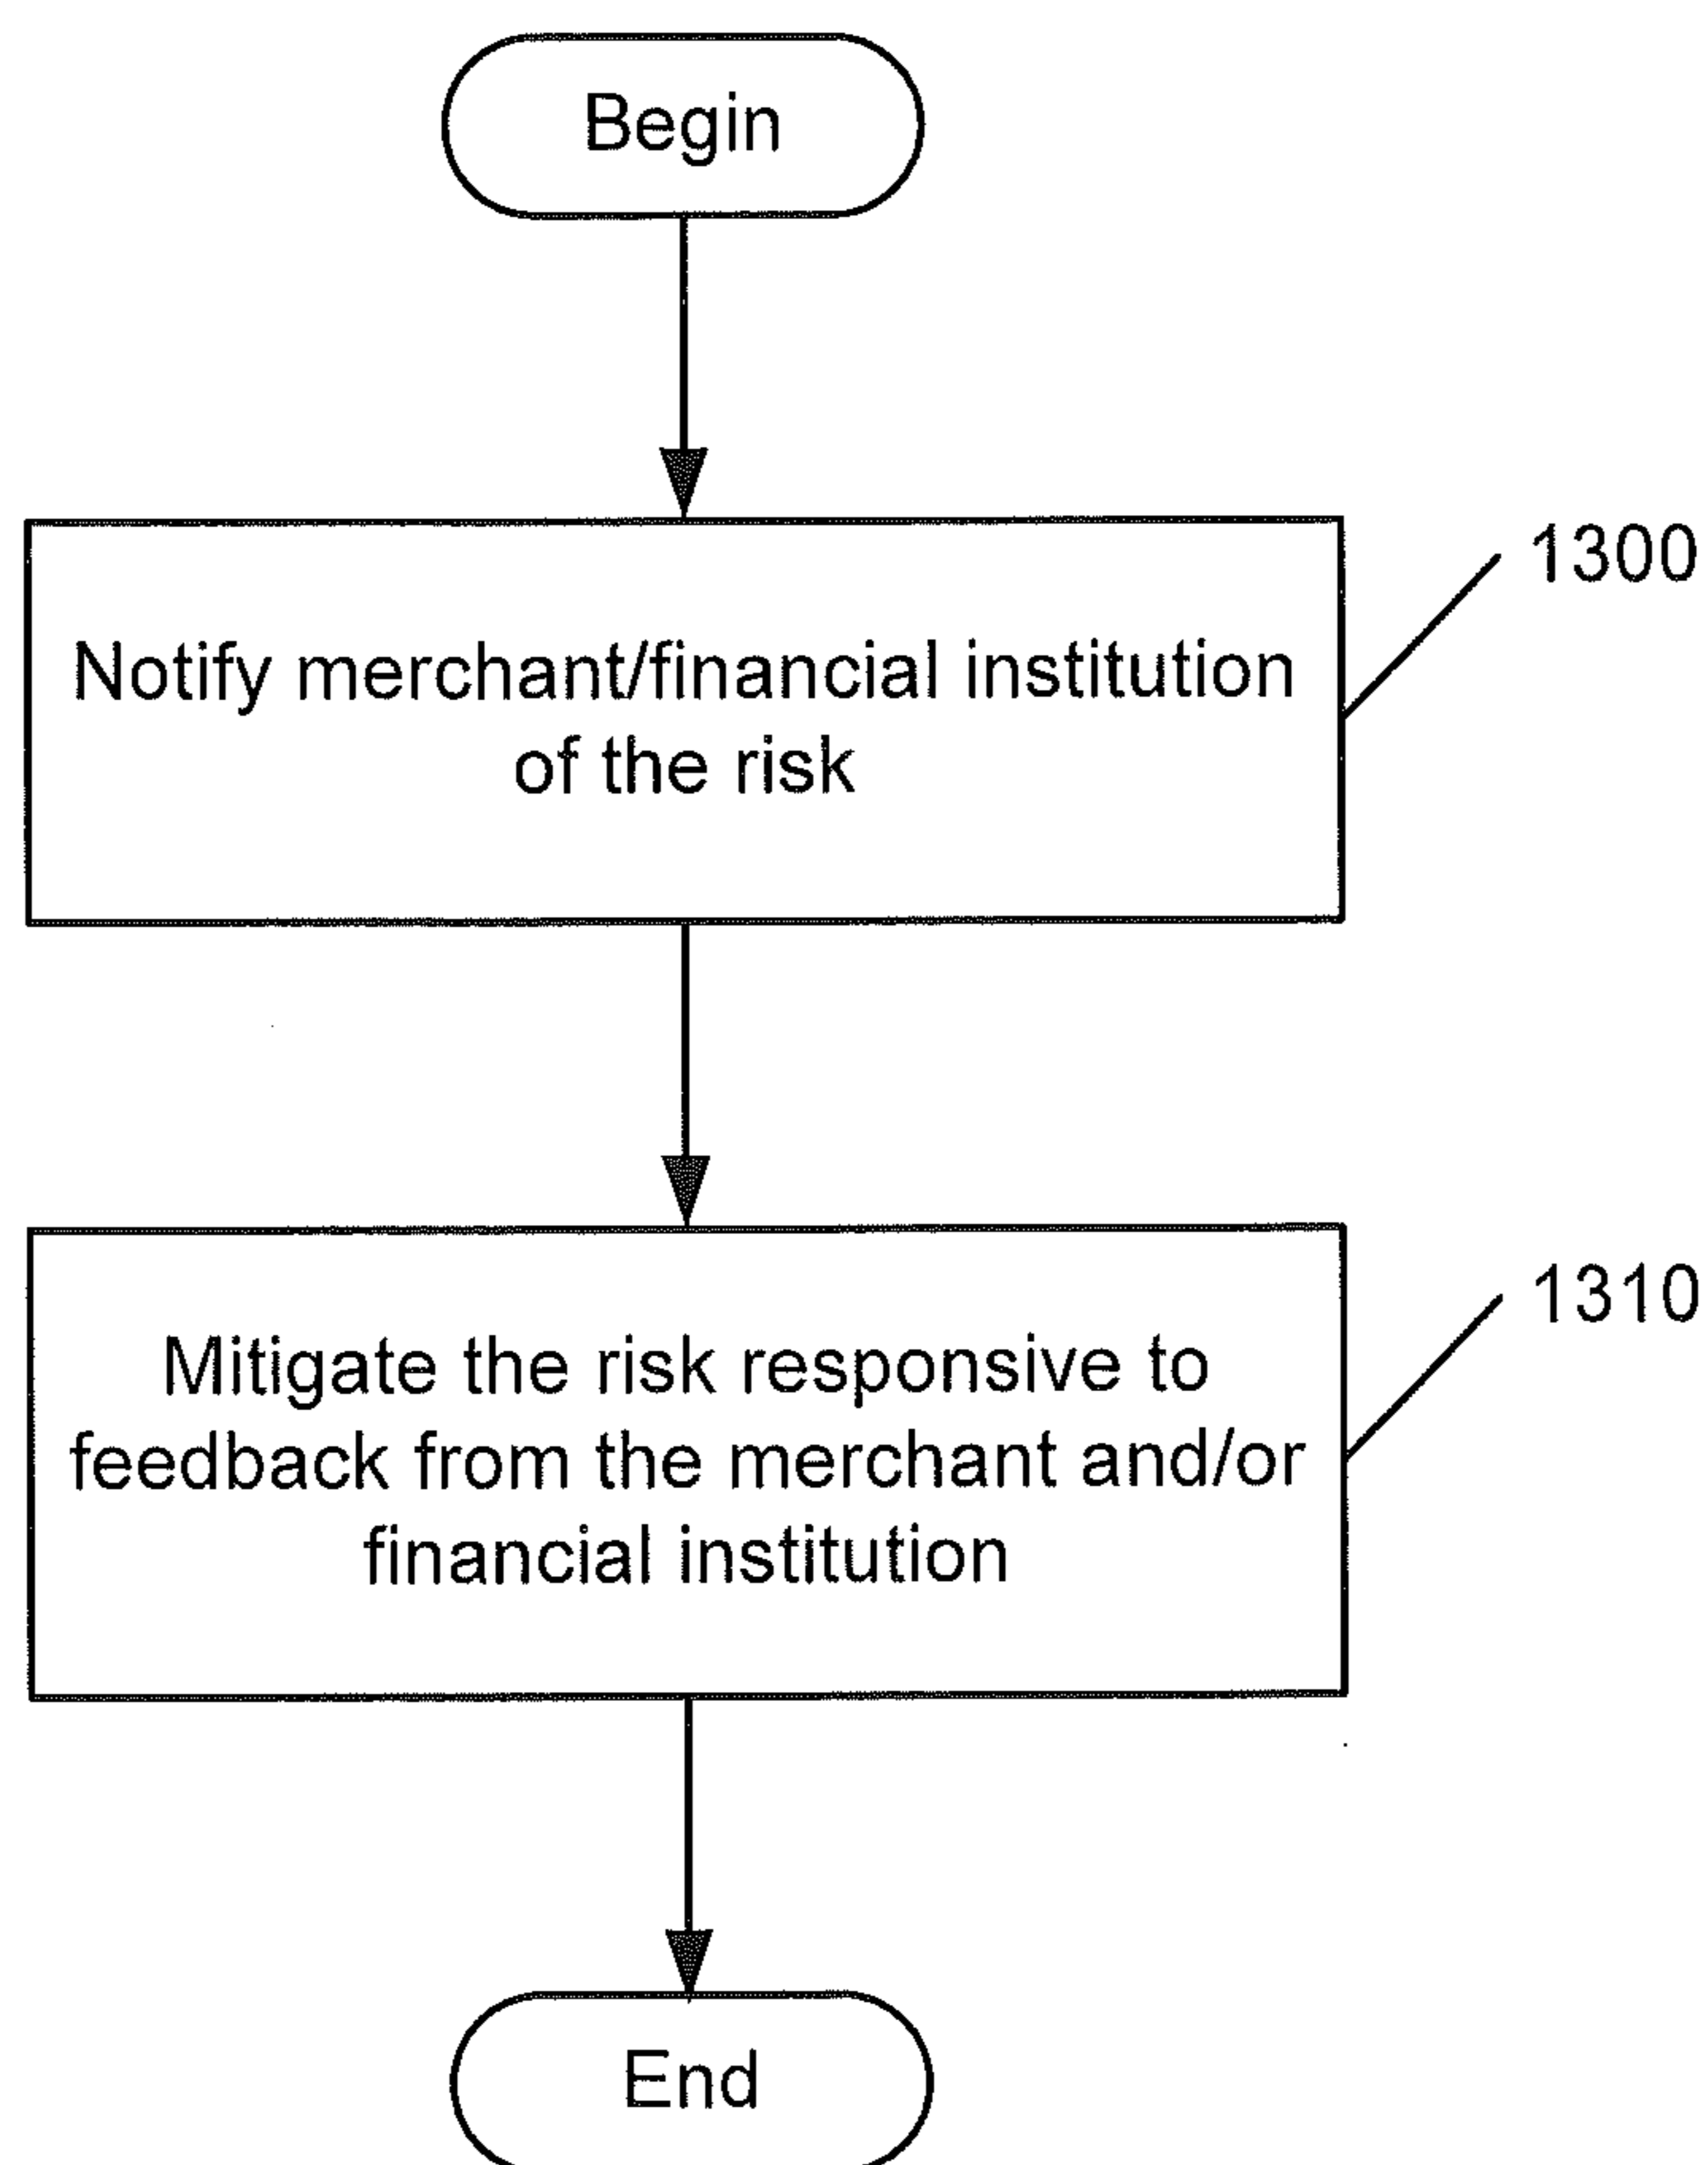 Begin
1300
Notify merchant/financial institution
of the risk
1310
Mitigate the risk responsive to
feedback from the merchant and/or
financial institution
End